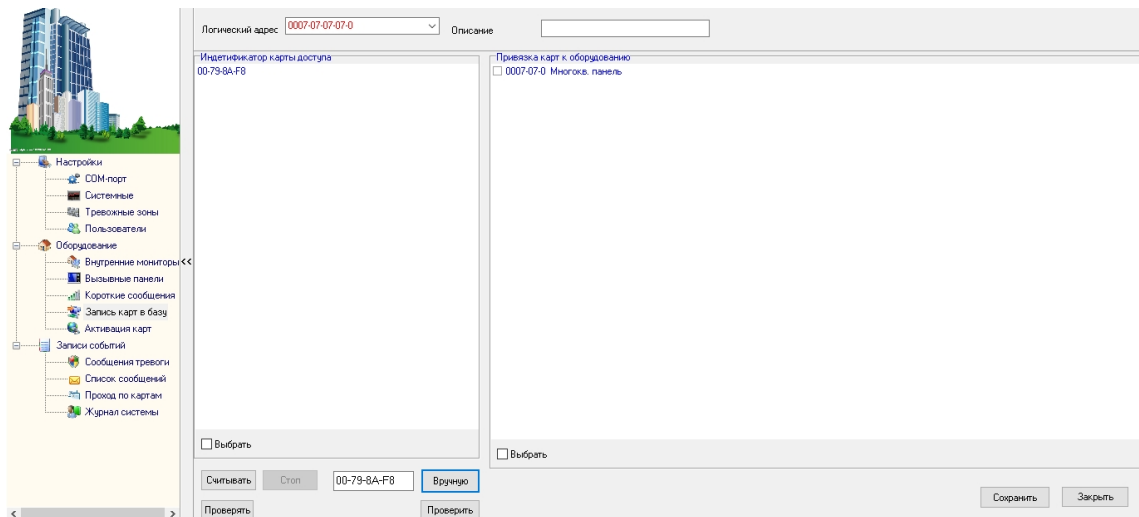 Логический адрес 0007-07-07-07-0 Описание
Индетификатор карты доступа
00-79-8A-F8
Привязка карт к оборудованию
0007-07-0 Многокв. панель
Настройки
COM-порт
Системные
Тревожные зоны
Пользователи
Оборудование
Внутренние мониторы <<
Вызывные панели
Короткие сообщения
Запись карт в базу
Активация карт
Записи событий
Сообщения тревоги
Список сообщений
Проход по картам
Журнал системы
Выбрать
Выбрать
Считывать Стоп 00-79-8A-F8 Вручную
Проверять Проверить
Сохранить Закрыть